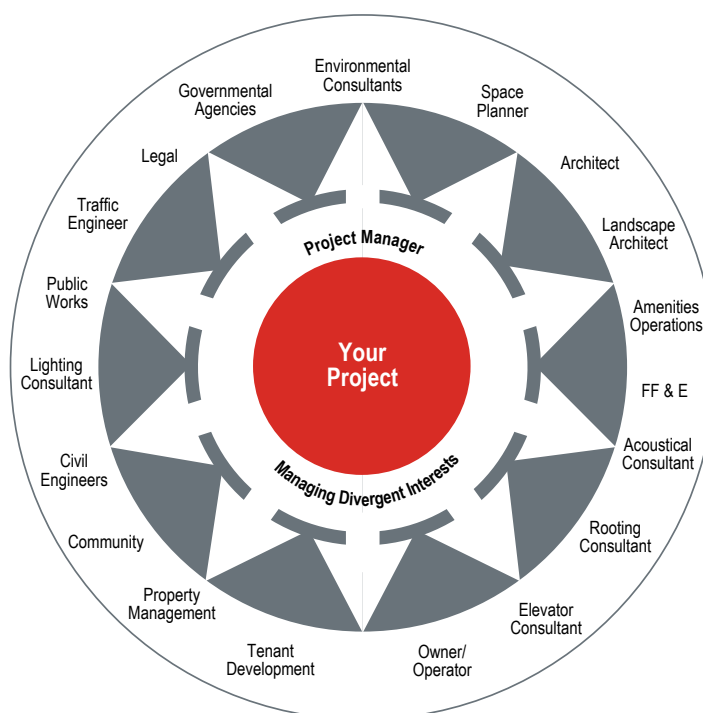 Environmental
Consultants
Space
Planner
Architect
Landscape
Architect
Amenities
Operations
FF & E
Acoustical
Consultant
Rooting
Consultant
Elevator
Consultant
Owner/
Operator
Tenant
Development
Property
Management
Community
Civil
Engineers
Lighting
Consultant
Public
Works
Traffic
Engineer
Legal
Governmental
Agencies
Project Manager
Your
Project
Managing Divergent Interests